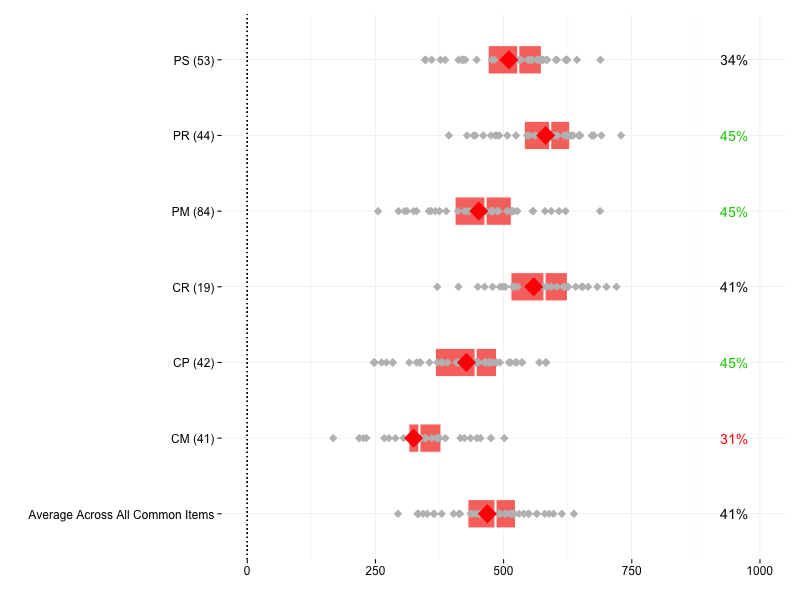 PS (53) 34%
PR (44) 45%
PM (84) 45%
CR (19) 41%
CP (42) 45%
CM (41) 31%
Average Across All Common Items 41%
0 250 500 750 1000